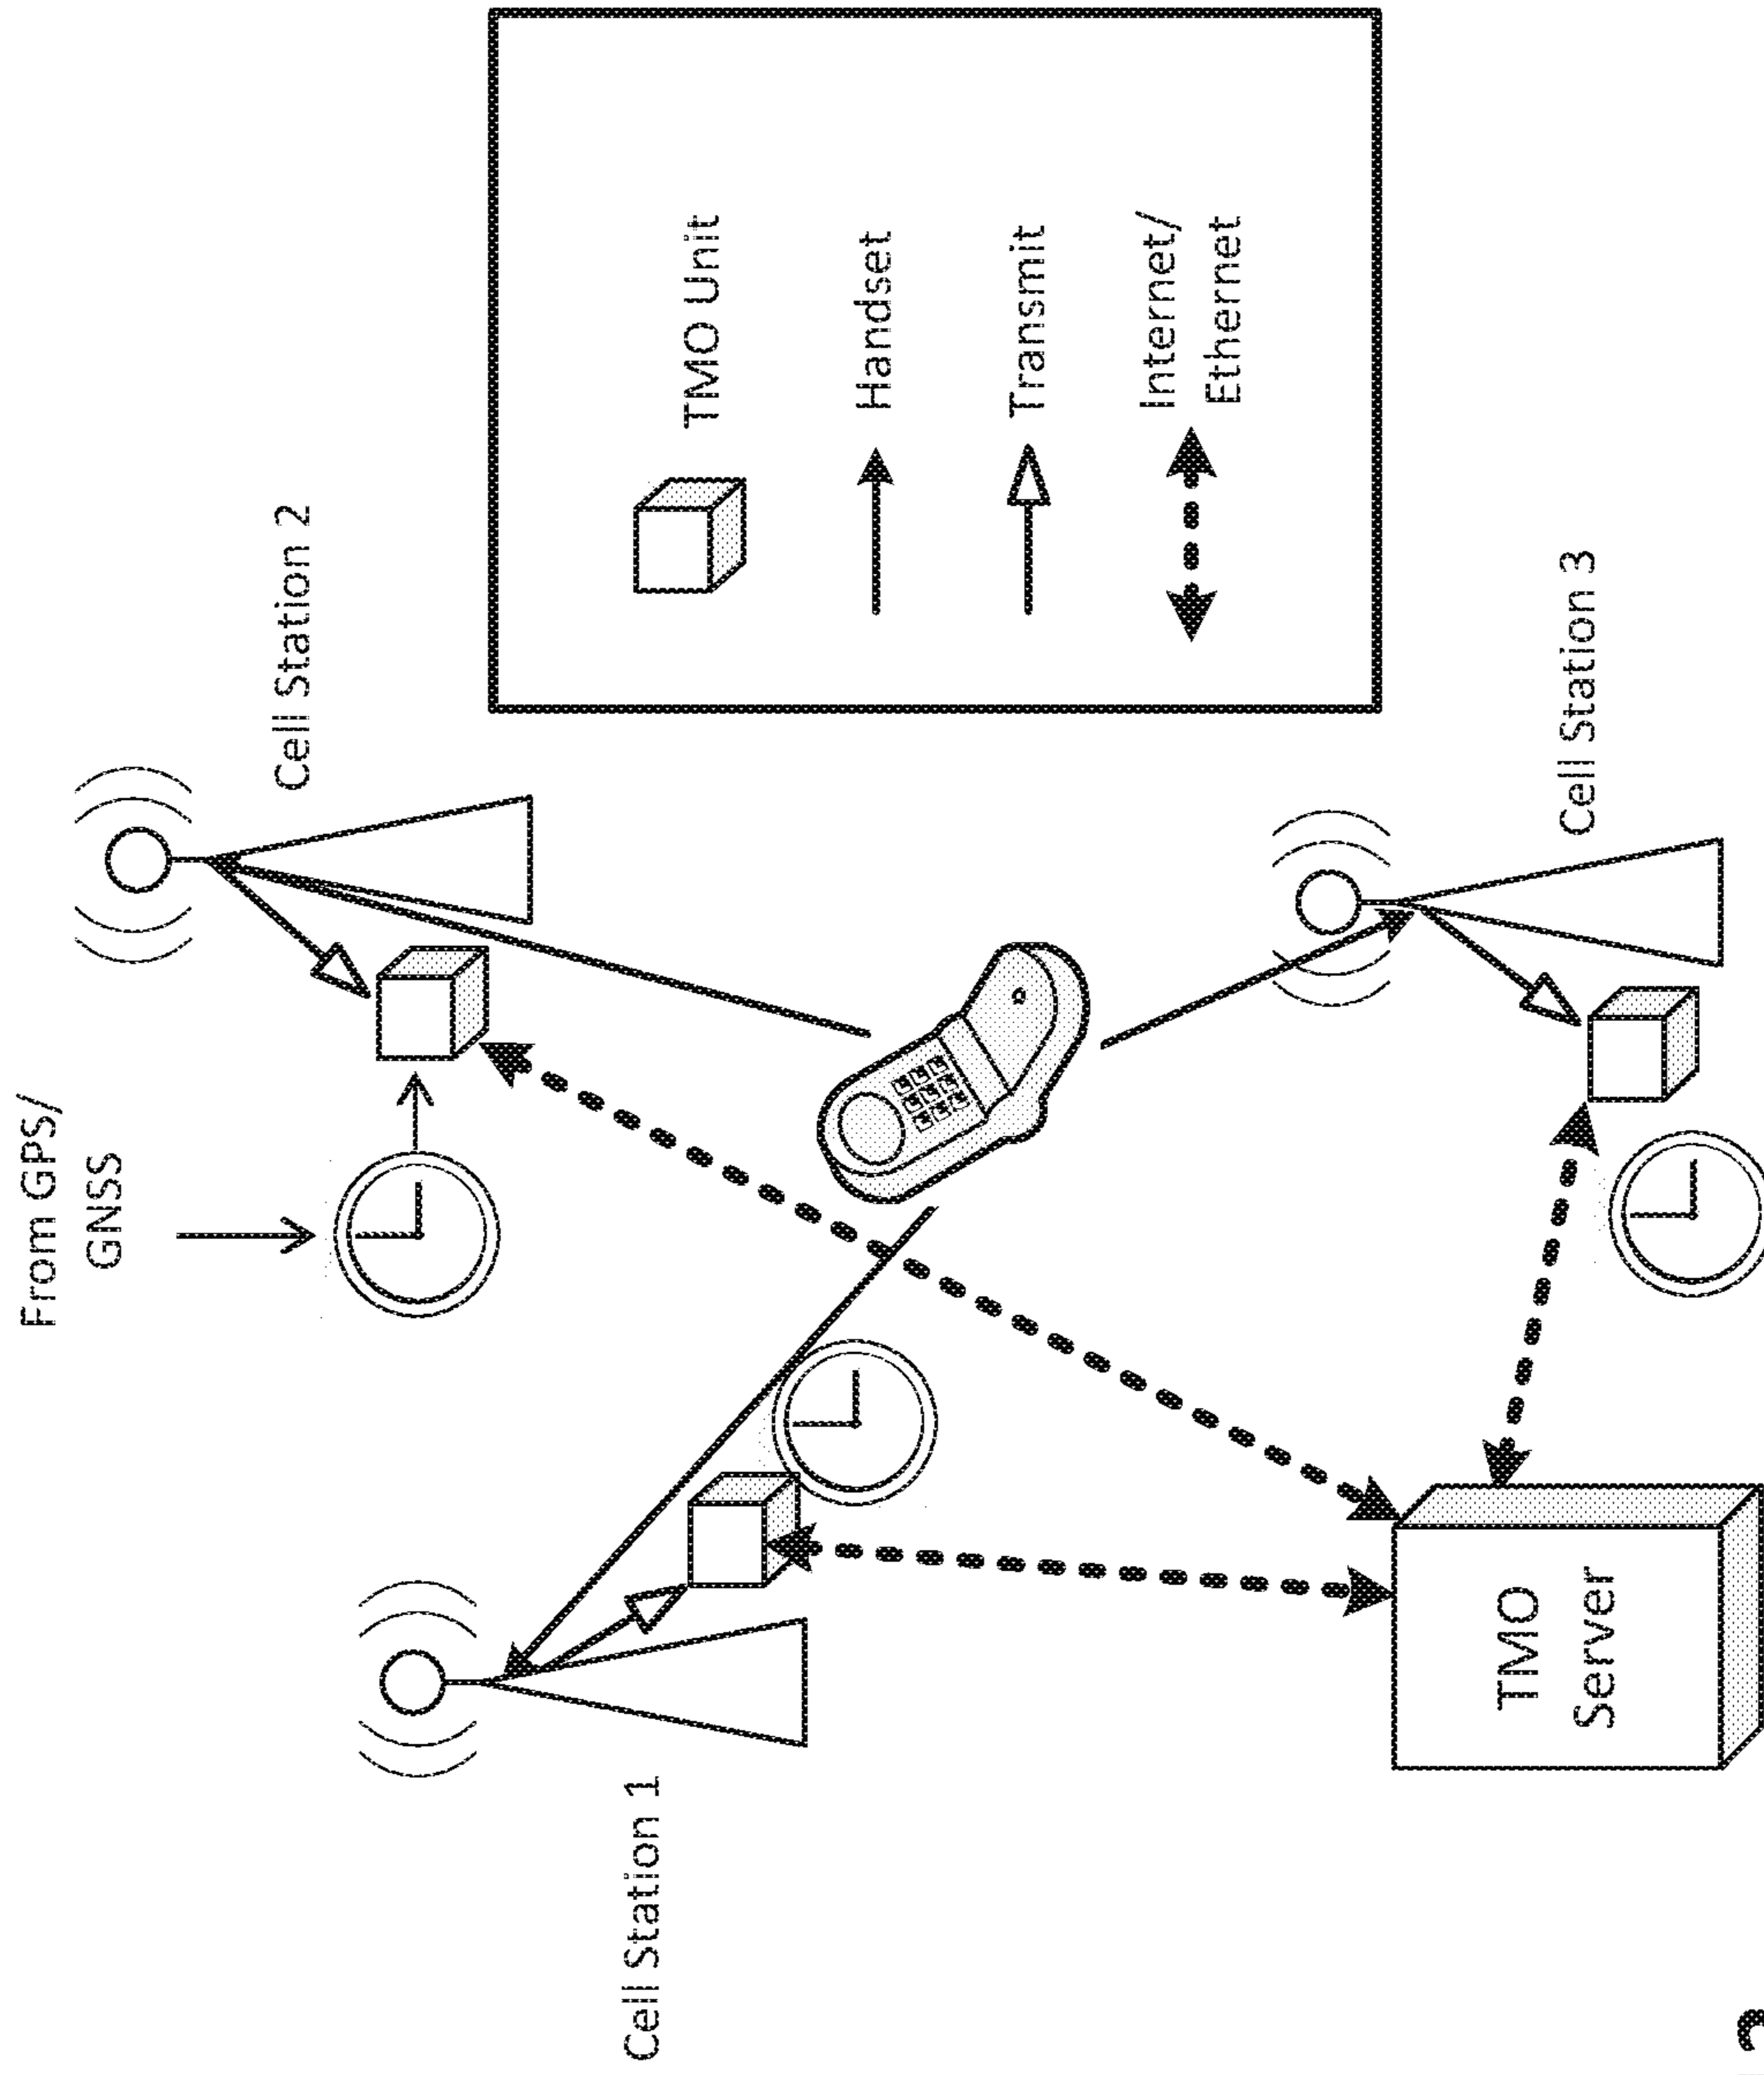 From GPS/
GNSS
Cell Station 2
Cell Station 1
TMO Unit
Handset
Transmit
Internet/
Ethernet
Cell Station 3
TMO
Server